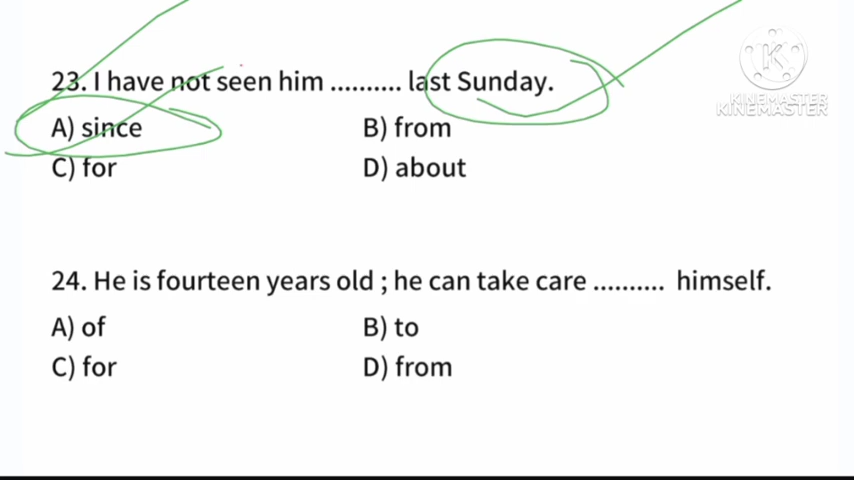 23. I have not seen him .......... last Sunday.
A) since
B) from
C) for
D) about
24. He is fourteen years old ; he can take care .......... himself.
A) of
B) to
C) for
D) from
K
KINEMASTER
KINEMASTER